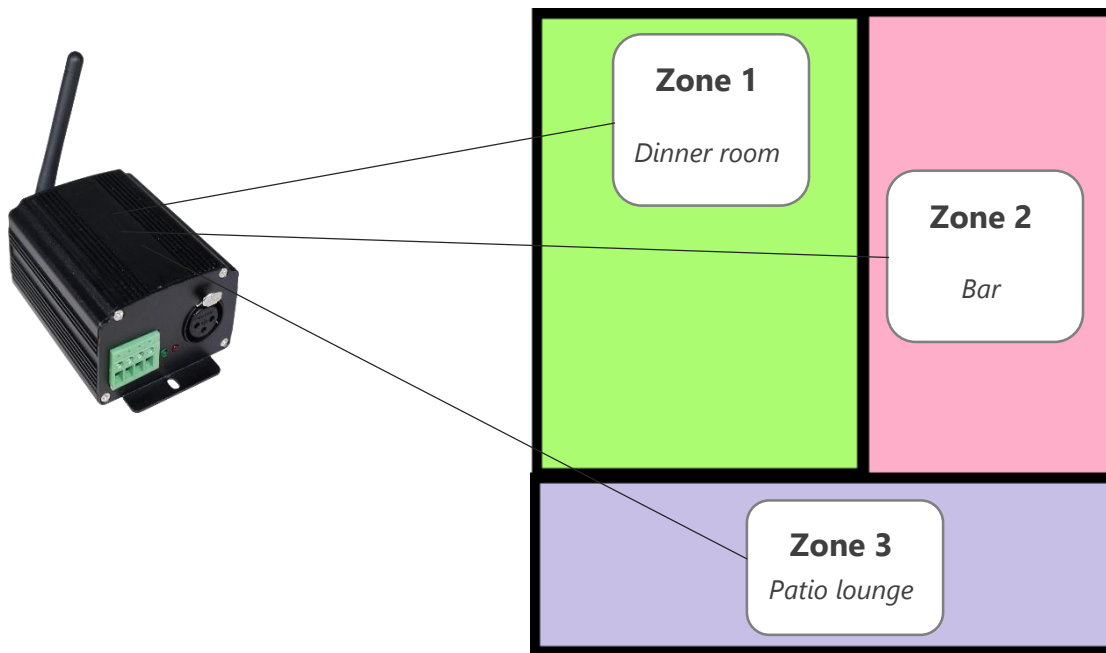 Zone 1
Dinner room
Zone 2
Bar
Zone 3
Patio lounge